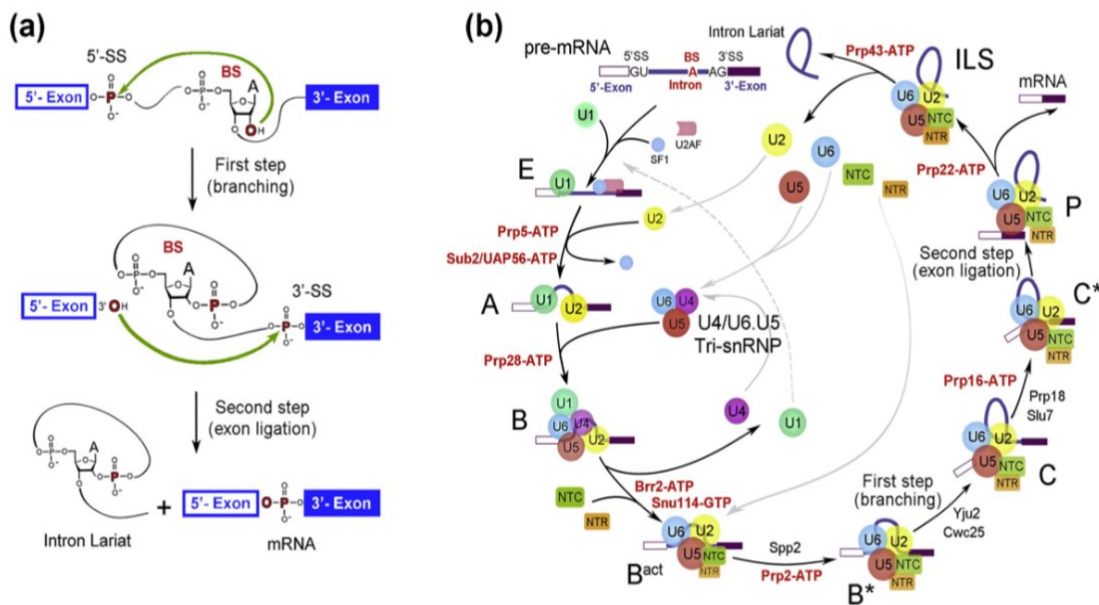 (a)
5'-SS
BS
A
5'- Exon
O P O
O-
O P O
O-
O
O
OH
3'- Exon
First step
(branching)
BS
A
O P O
O-
O P O
O-
O
O
5'- Exon
3' OH
3'-SS
O P O
O-
3'- Exon
Second step
(exon ligation)
A
O P O
O-
O P O
O-
O
O
Intron Lariat
+
5'- Exon
O P O
O-
3'- Exon
mRNA
(b)
pre-mRNA
5'SS
BS
3'SS
GU
A
AG
5'-Exon
Intron
3'-Exon
Intron Lariat
Prp43-ATP
ILS
mRNA
U6
U2
U5
NTC
NTR
U1
SF1
U2AF
U2
U6
U5
NTC
NTR
Prp22-ATP
E
U1
Prp5-ATP
Sub2/UAP56-ATP
U2
P
U6
U2
U5
NTC
NTR
Second step
(exon ligation)
A
U1
U2
U6
U4
U5
U4/U6.U5
Tri-snRNP
C*
U6
U2
U5
NTC
NTR
Prp28-ATP
Prp16-ATP
Prp18
Slu7
B
U1
U6
U4
U5
U2
U4
U1
C
U6
U2
U5
NTC
NTR
Brr2-ATP
Snu114-GTP
NTC
NTR
First step
(branching)
Yju2
Cwc25
Bact
U6
U2
U5
NTC
NTR
Spp2
Prp2-ATP
B*
U6
U2
U5
NTC
NTR